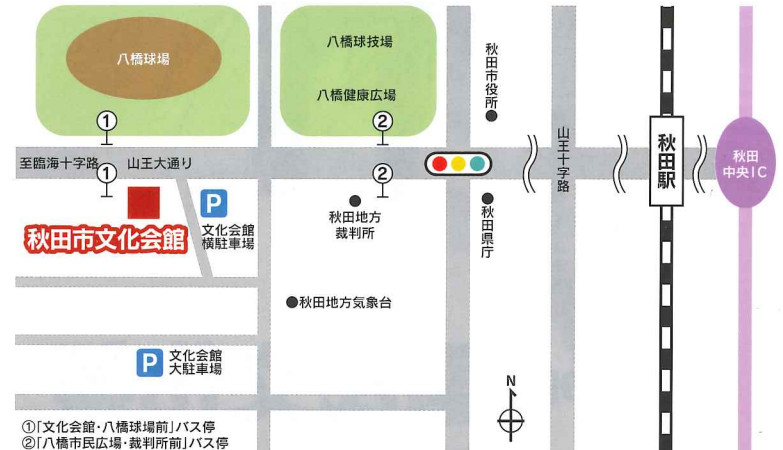 八橋球場
八橋球技場
八橋健康広場
秋田市役所
①
②
至臨海十字路
山王大通り
①
②
山王十字路
秋田駅
秋田
中央IC
秋田市文化会館
P
文化会館
横駐車場
秋田地方
裁判所
秋田県庁
秋田地方気象台
P
文化会館
大駐車場
N
①「文化会館・八橋球場前」バス停
②「八橋市民広場・裁判所前」バス停